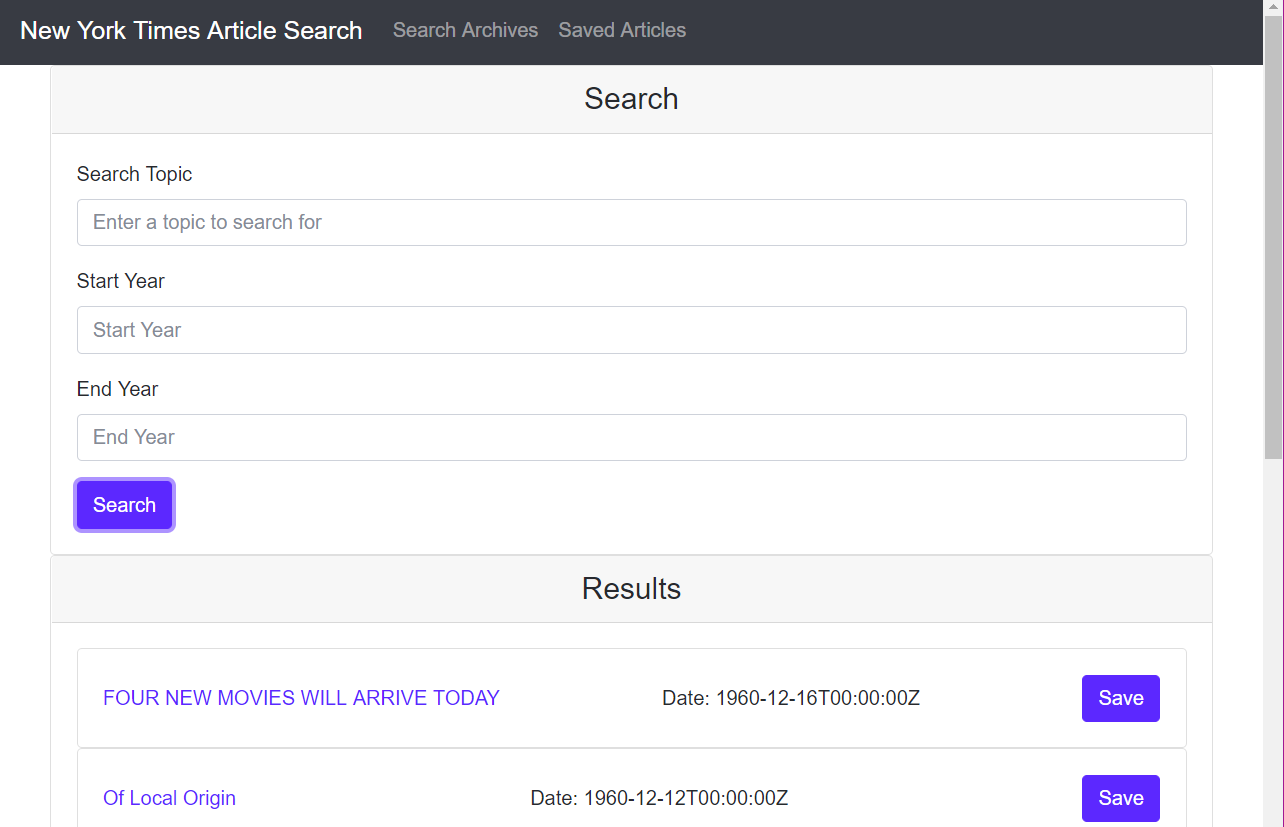 New York Times Article Search Search Archives Saved Articles
Search
Search Topic
Enter a topic to search for
Start Year
Start Year
End Year
End Year
Search
Results
FOUR NEW MOVIES WILL ARRIVE TODAY Date: 1960-12-16T00:00:00Z Save
Of Local Origin Date: 1960-12-12T00:00:00Z Save